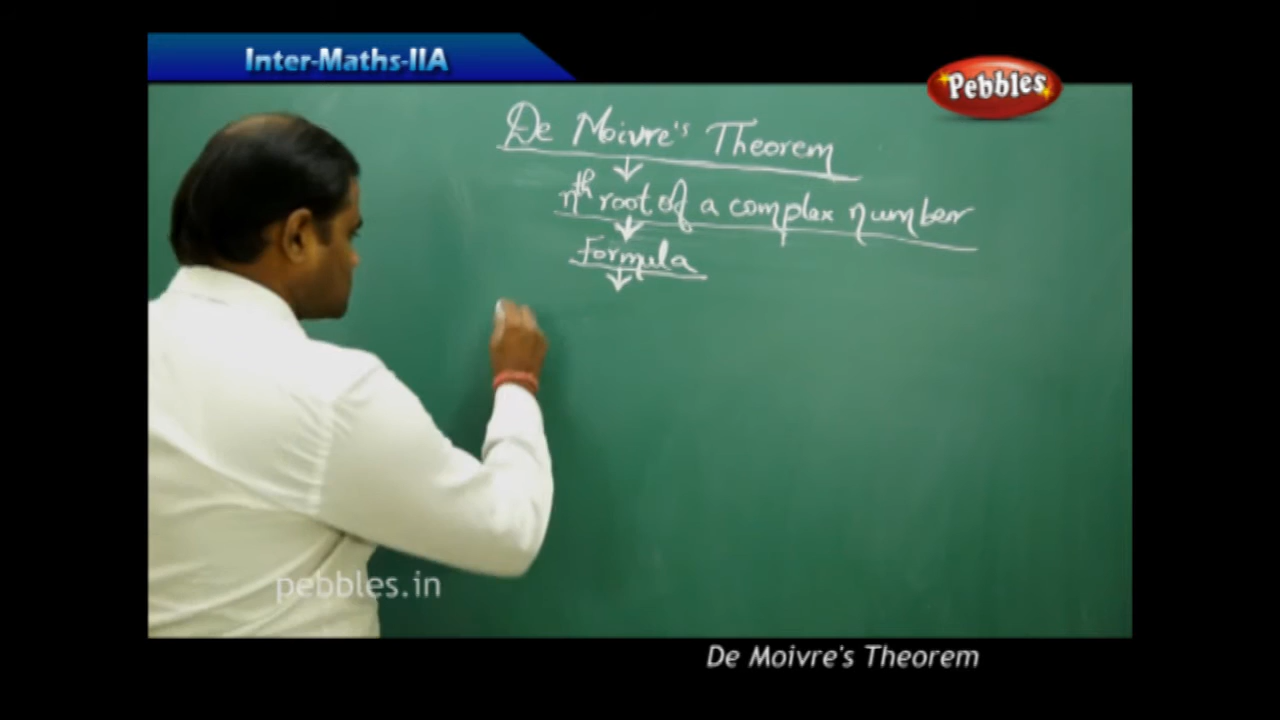 Inter-Maths-IIA
Pebbles
De Moivre's Theorem
nth root of a complex number
Formula
pebbles.in
De Moivre's Theorem